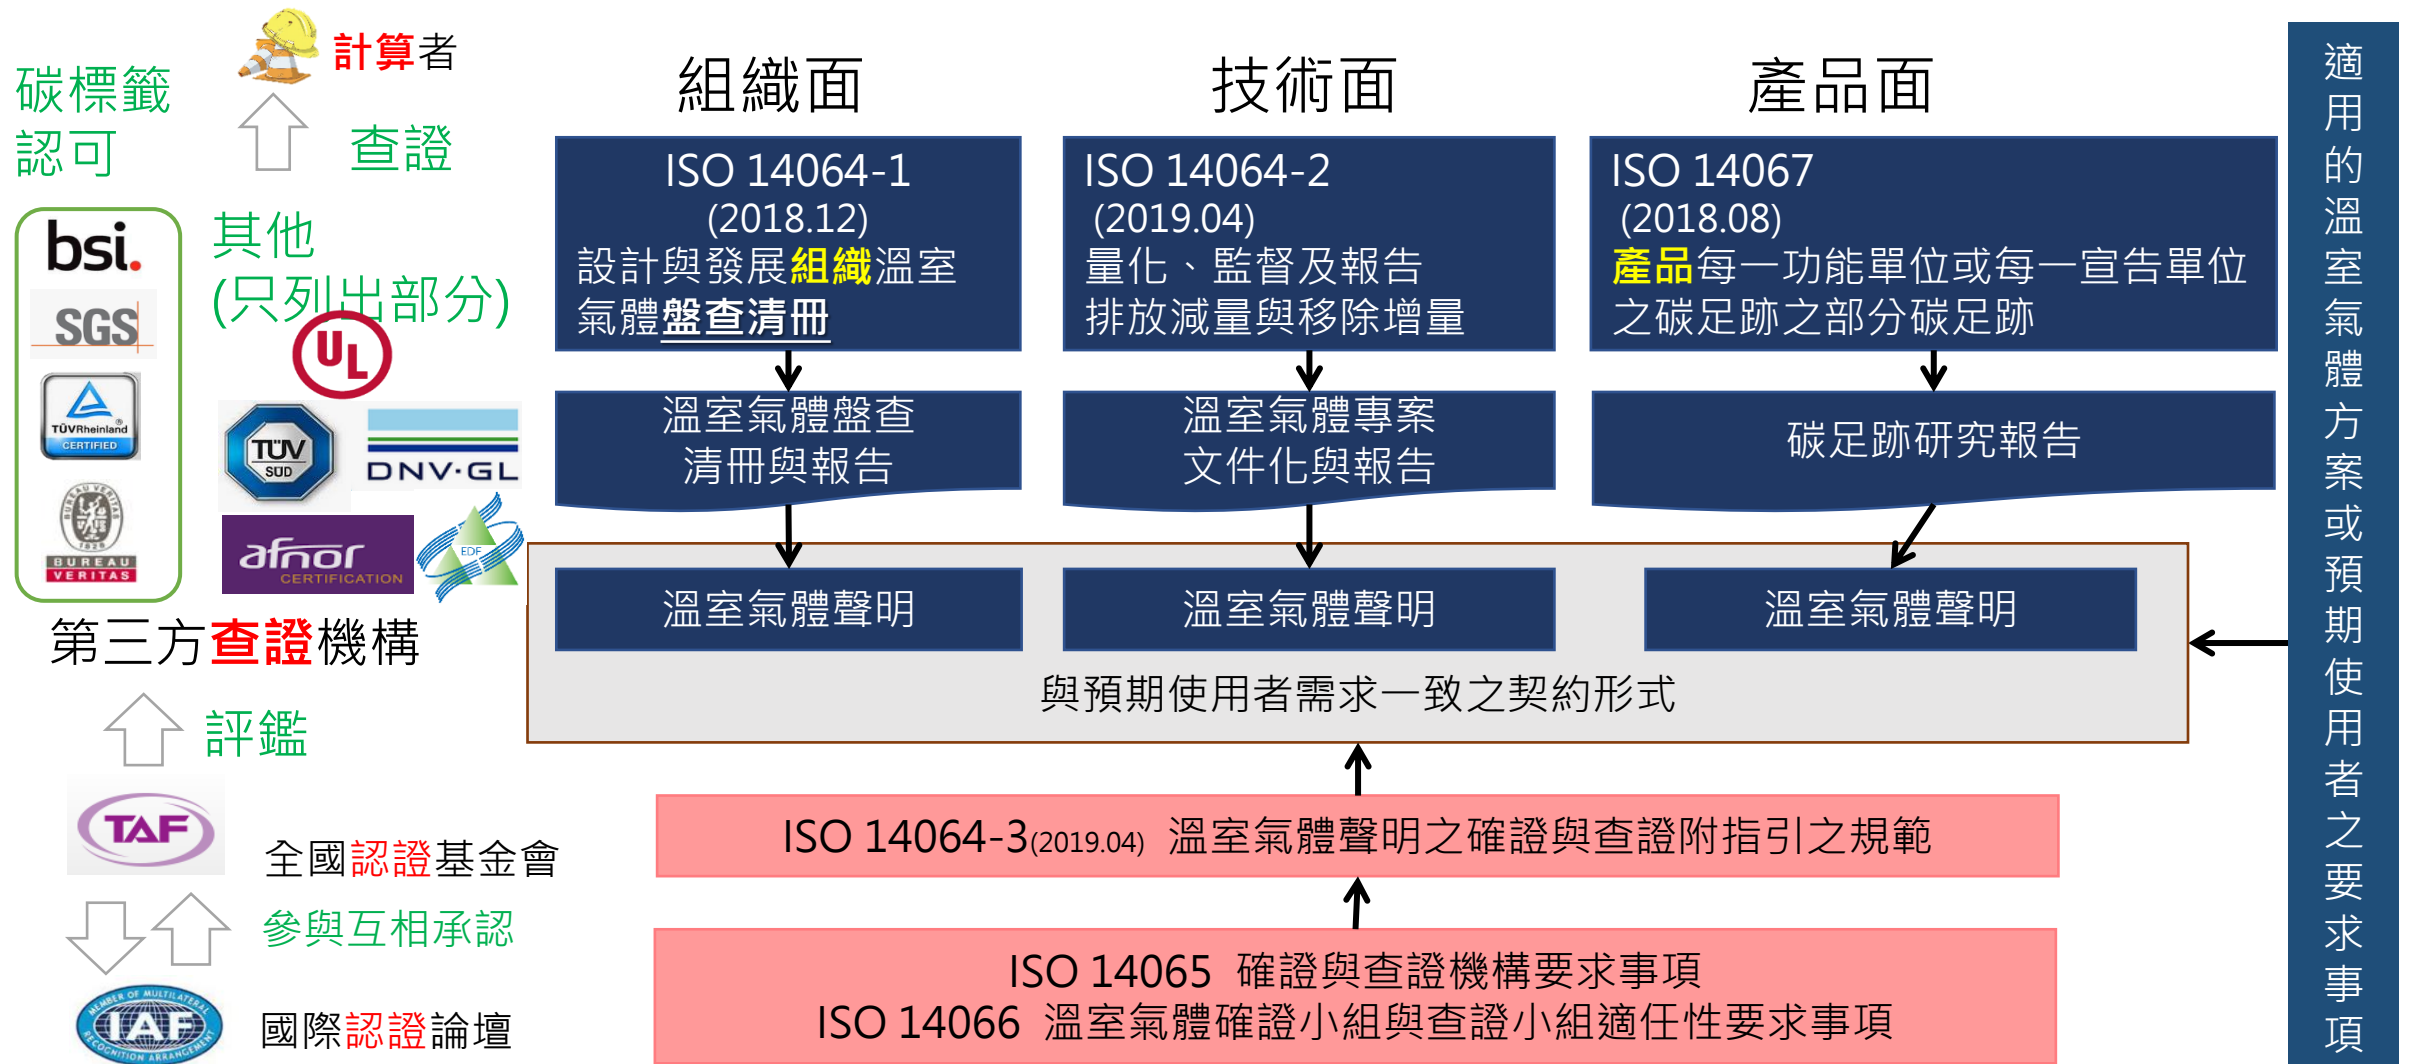 計算者
碳標籤
認可
查證
bsi.
SGS
TÜVRheinland®
CERTIFIED
BUREAU VERITAS
1828
BUREAU
VERITAS
其他
(只列出部分)
UL
TÜV
SÜD
DNV·GL
afnor
CERTIFICATION
EDF
第三方查證機構
評鑑
TAF
全國認證基金會
參與互相承認
MEMBER OF MULTILATERAL
IAF
RECOGNITION ARRANGEMENT
國際認證論壇
組織面
ISO 14064-1
(2018.12)
設計與發展組織溫室
氣體盤查清冊
溫室氣體盤查
清冊與報告
溫室氣體聲明
技術面
ISO 14064-2
(2019.04)
量化、監督及報告
排放減量與移除增量
溫室氣體專案
文件化與報告
溫室氣體聲明
產品面
ISO 14067
(2018.08)
產品每一功能單位或每一宣告單位
之碳足跡之部分碳足跡
碳足跡研究報告
溫室氣體聲明
與預期使用者需求一致之契約形式
ISO 14064-3(2019.04) 溫室氣體聲明之確證與查證附指引之規範
ISO 14065 確證與查證機構要求事項
ISO 14066 溫室氣體確證小組與查證小組適任性要求事項
適用的溫室氣體方案或預期使用者之要求事項